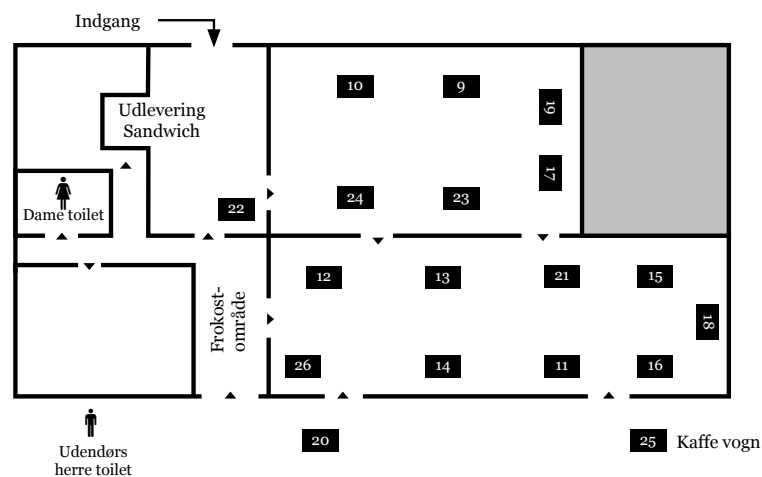 Indgang
10
9
19
Udlevering
Sandwich
17
Dame toilet
22
24
23
12
13
21
15
Frokost-
område
18
26
14
11
16
Udendørs
herre toilet
20
25 Kaffe vogn